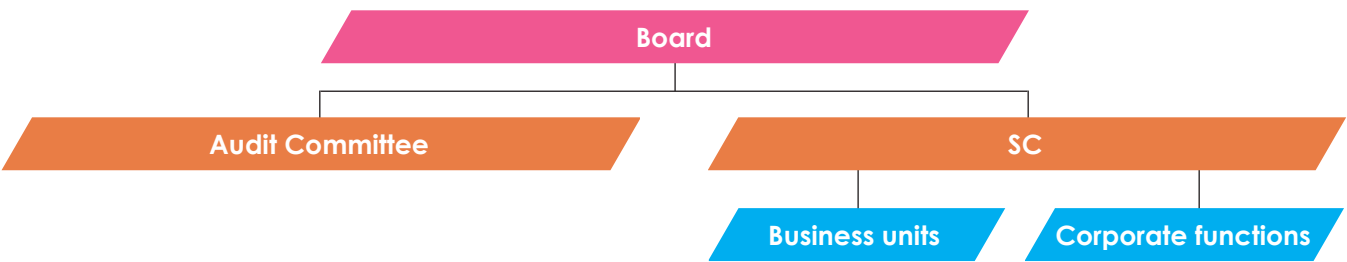 Board
Audit Committee
SC
Business units
Corporate functions